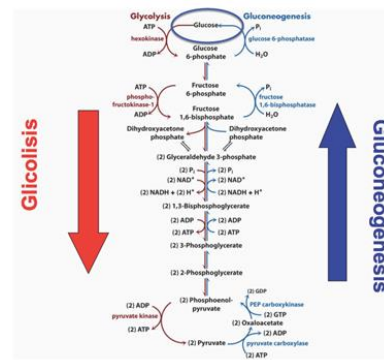 Glycolysis Gluconeogenesis
ATP Glucose Pi
hexokinase glucose 6-phosphatase
ADP Glucose H2O
6-phosphate
Fructose
ATP 6-phosphate Pi
phospho- fructose
fructokinase-1 1,6-bisphosphatase
ADP Fructose H2O
1,6-bisphosphate
Dihydroxyacetone Dihydroxyacetone
phosphate phosphate
(2) Glyceraldehyde 3-phosphate
(2) Pi (2) Pi
(2) NAD+ (2) NAD+
(2) NADH + (2) H+ (2) NADH + (2) H+
(2) 1,3-Bisphosphoglycerate
(2) ADP (2) ADP
(2) ATP (2) ATP
(2) 3-Phosphoglycerate
(2) 2-Phosphoglycerate
(2) GDP
(2) ADP (2) Phosphoenol- PEP carboxykinase
pyruvate (2) GTP
pyruvate kinase (2) Oxaloacetate
(2) ATP (2) ADP
(2) Pyruvate pyruvate carboxylase
(2) ATP
Glicolisis
Gluconeogenesis